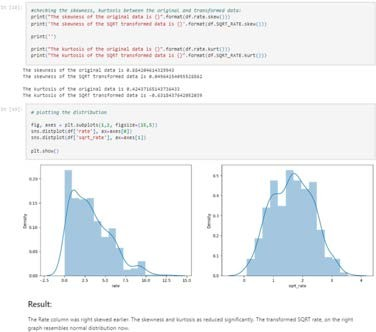 #checking the skewness, kurtosis between the original and transformed data:
print("The skewness of the original data is {}".format(df.rate.skew()))
print('The skewness of the SQRT transformed data is {}'.format(df.SQRT_RATE.skew()))
print('')
print("The kurtosis of the original data is {}".format(df.rate.kurt()))
print("The kurtosis of the SQRT transformed data is {}".format(df.SQRT_RATE.kurt()))
The skewness of the original data is
The skewness of the SQRT transformed data is
The kurtosis of the original data is
The kurtosis of the SQRT transformed data is
# plotting the distribution
fig, axes = plt.subplots(1,2, figsize=(15,5))
sns.distplot(df['rate'], ax=axes[0])
sns.distplot(df['sqrt_rate'], ax=axes[1])
plt.show()
Density
0.20
0.15
0.10
0.05
0.00
-2.5 0.0 2.5 5.0 7.5 10.0 12.5 15.0
rate
Density
0.5
0.4
0.3
0.2
0.1
0.0
0 1 2 3 4
sqrt_rate
Result:
The Rate column was right skewed earlier. The skewness and kurtosis as reduced significantly. The transformed SQRT rate, on the right
graph resembles normal distribution now.